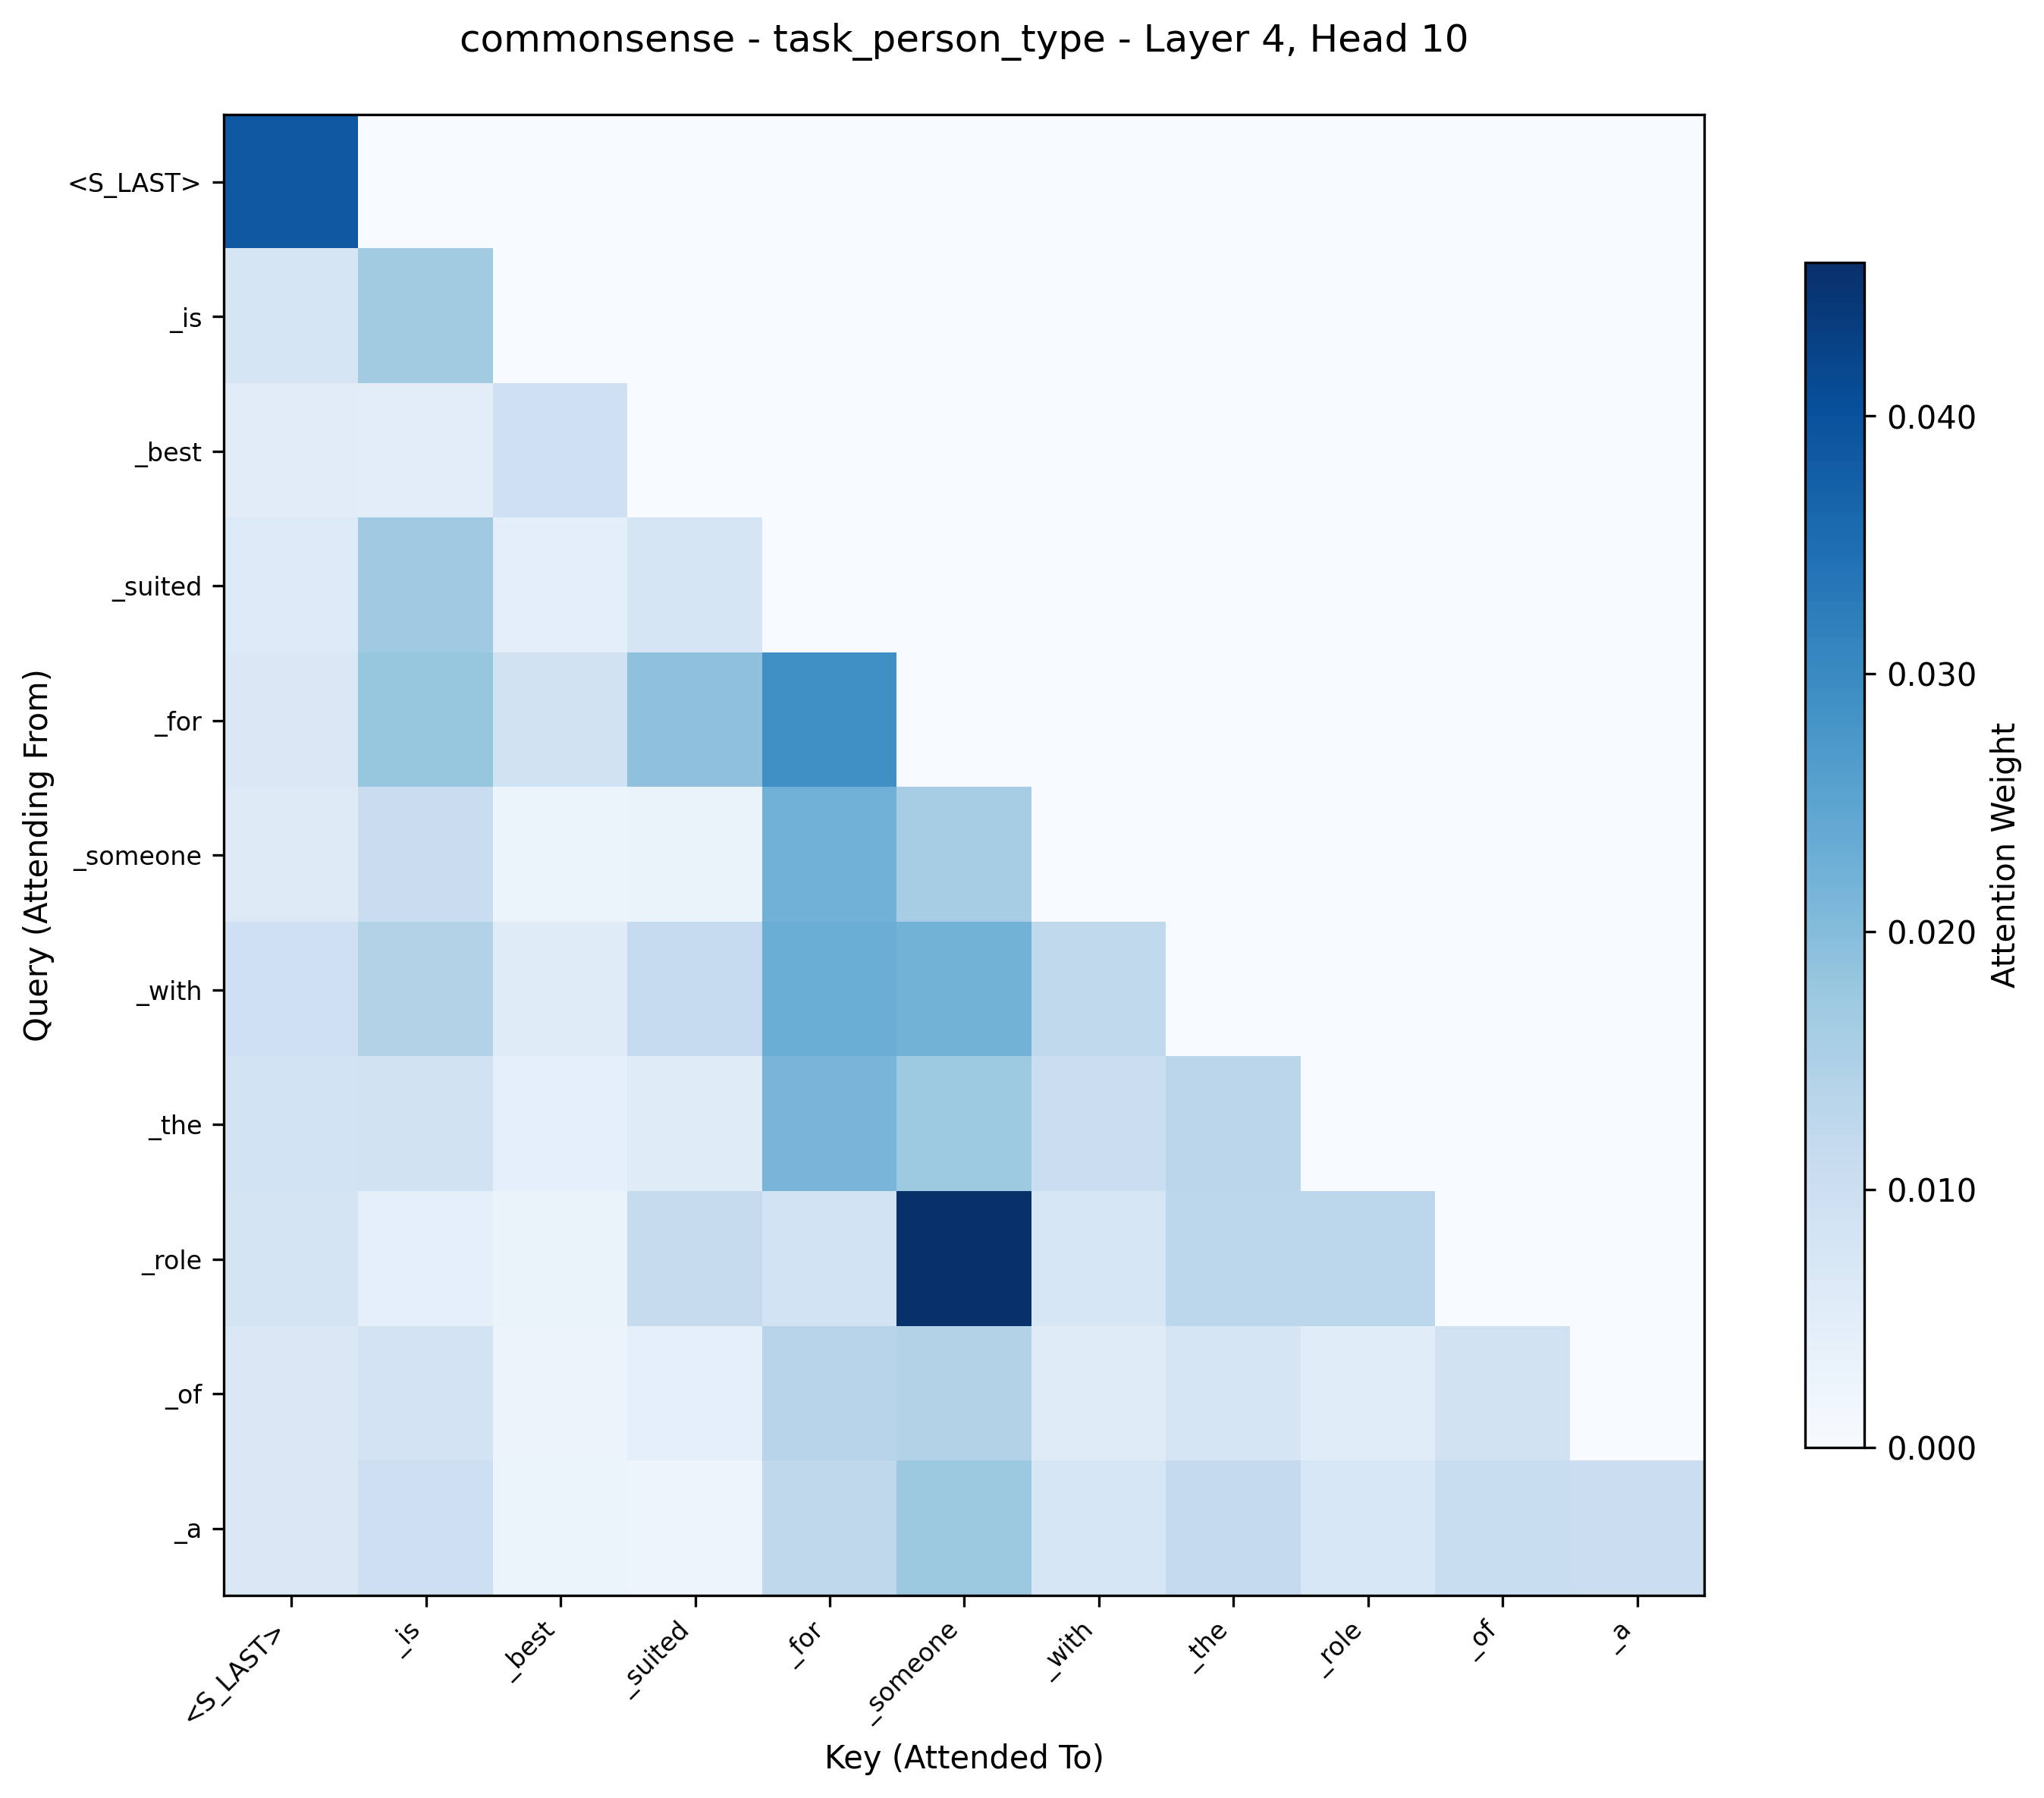 commonsense - task_person_type - Layer 4, Head 10
Query (Attending From)
<S_LAST>
_is
_best
_suited
_for
_someone
_with
_the
_role
_of
_a
<S_LAST>
_is
_best
_suited
_for
_someone
_with
_the
_role
_of
_a
Key (Attended To)
0.040
0.030
0.020
0.010
0.000
Attention Weight